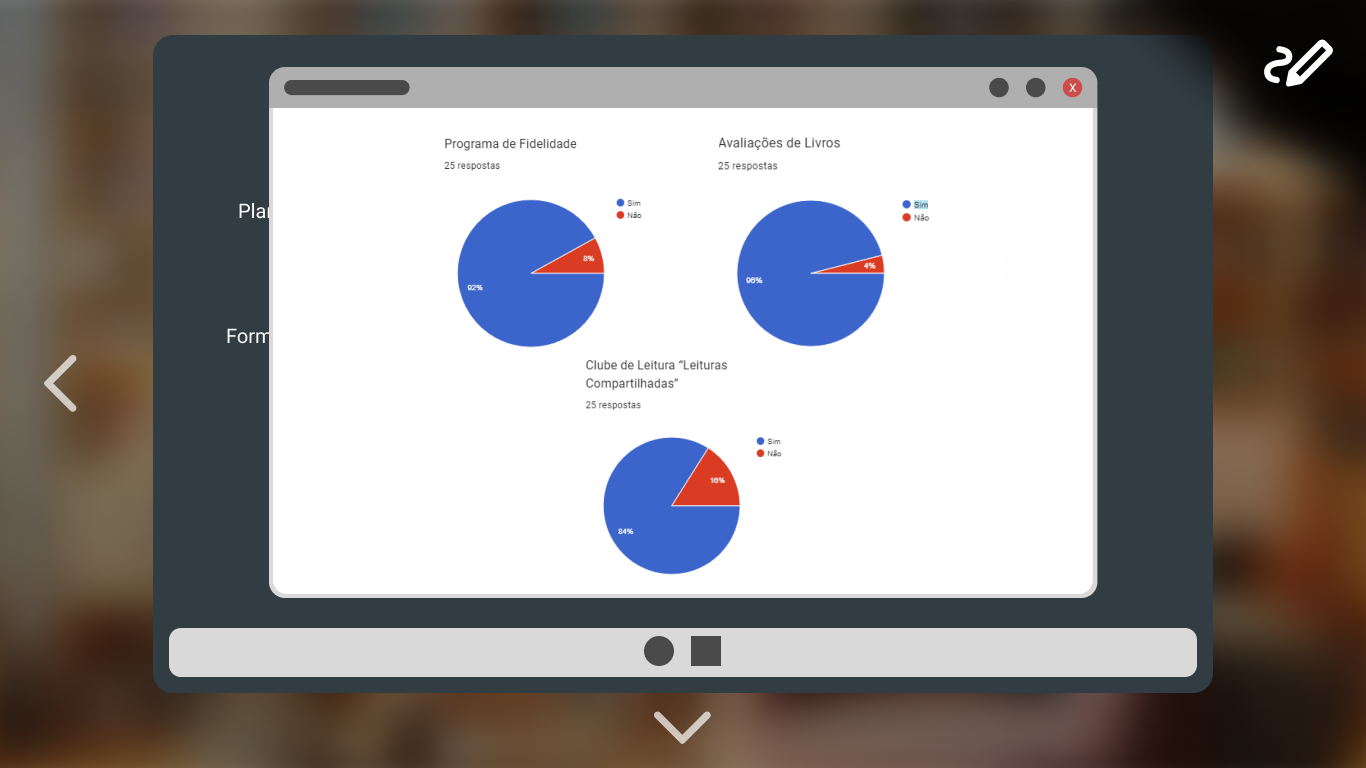 X
Programa de Fidelidade
25 respostas
Sim
Não
8%
92%
Avaliações de Livros
25 respostas
Sim
Não
4%
96%
Plan
Form
Clube de Leitura “Leituras
Compartilhadas”
25 respostas
Sim
Não
16%
84%